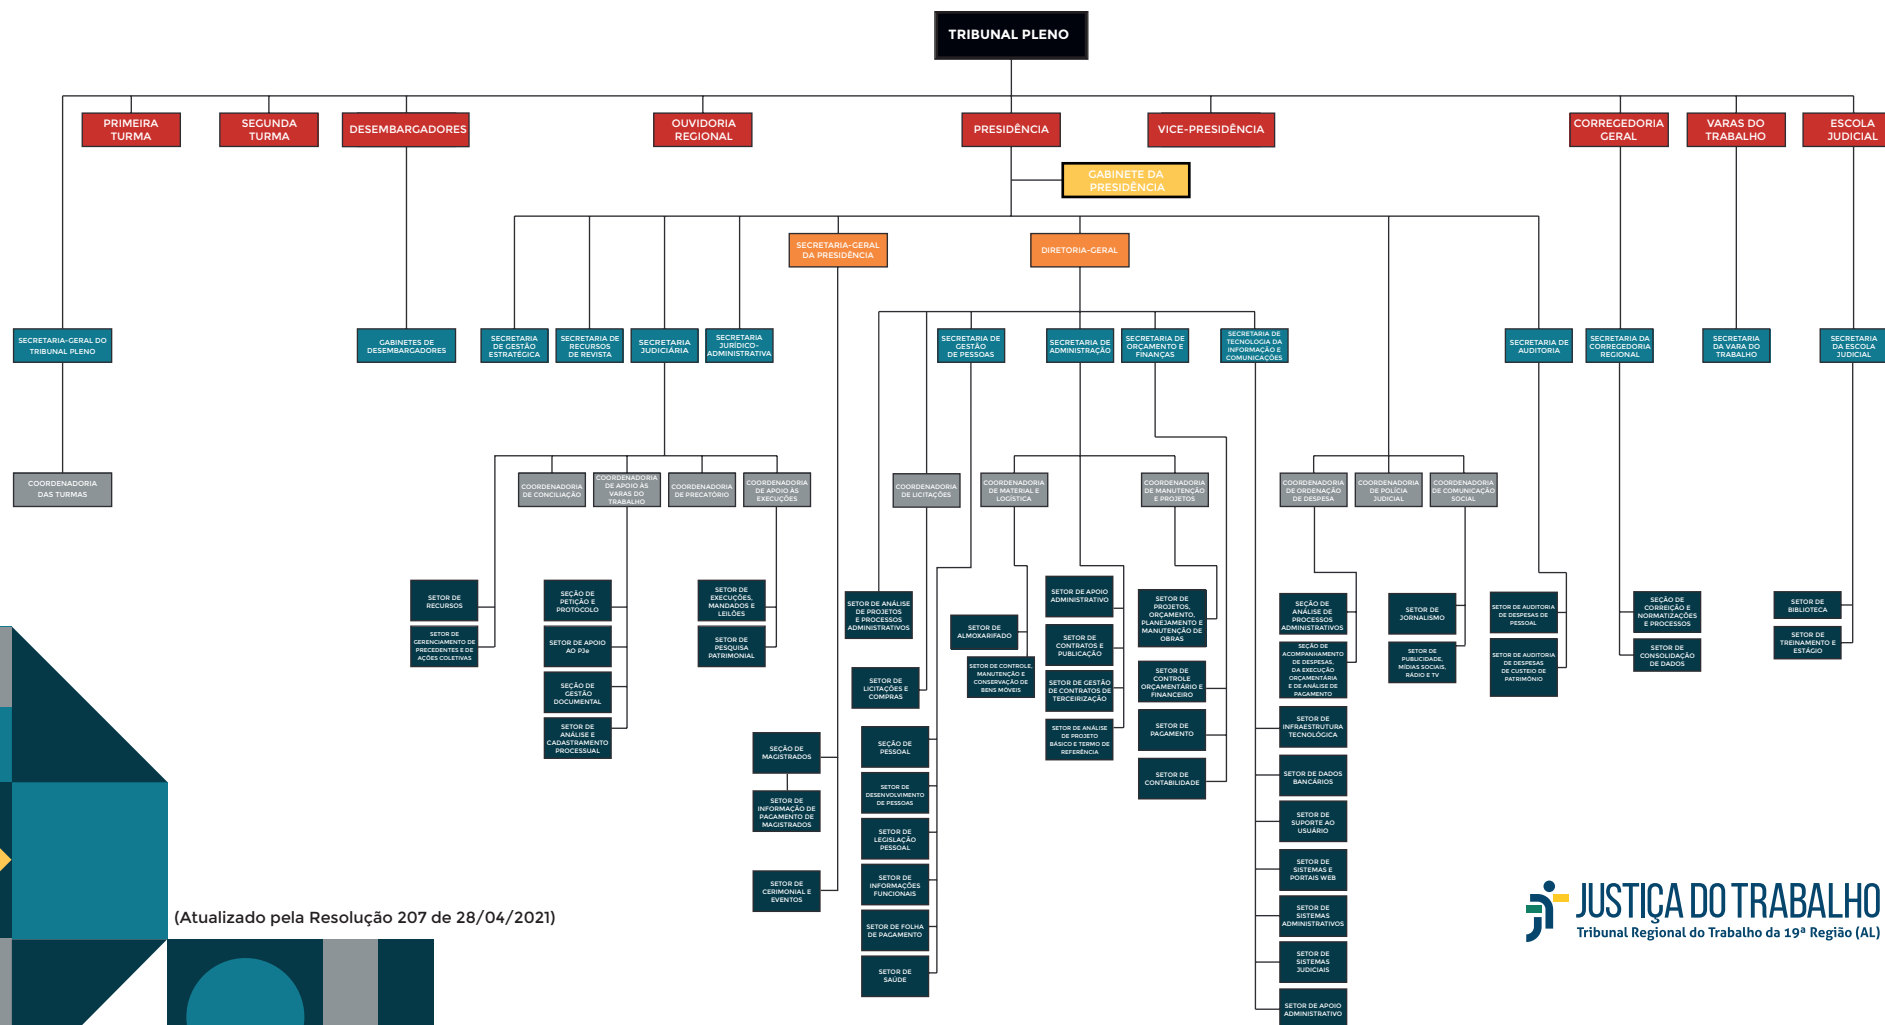 TRIBUNAL PLENO
PRIMEIRA
TURMA
SEGUNDA
TURMA
DESEMBARGADORES
OUVIDORIA
REGIONAL
PRESIDÊNCIA
VICE-PRESIDÊNCIA
CORREGEDORIA
GERAL
VARAS DO
TRABALHO
ESCOLA
JUDICIAL
GABINETE DA
PRESIDÊNCIA
SECRETARIA-GERAL
DA PRESIDÊNCIA
DIRETORIA-GERAL
SECRETARIA-GERAL DO
TRIBUNAL PLENO
GABINETES DE
DESEMBARGADORES
SECRETARIA
DE GESTÃO
ESTRATÉGICA
SECRETARIA DE
RECURSOS
DE REVISTA
SECRETARIA
JUDICIÁRIA
SECRETARIA
JURÍDICO-
ADMINISTRATIVA
SECRETARIA DE
GESTÃO
DE PESSOAS
SECRETARIA DE
ADMINISTRAÇÃO
SECRETARIA DE
ORÇAMENTO E
FINANÇAS
SECRETARIA DE
TECNOLOGIA DA
INFORMAÇÃO E
COMUNICAÇÕES
SECRETARIA DE
AUDITORIA
SECRETARIA DA
CORREGEDORIA
REGIONAL
SECRETARIA
DA VARA DO
TRABALHO
SECRETARIA
DA ESCOLA
JUDICIAL
COORDENADORIA
DAS TURMAS
COORDENADORIA
DE CONCILIAÇÃO
COORDENADORIA
DE APOIO ÀS
VARAS DO
TRABALHO
COORDENADORIA
DE PRECATÓRIO
COORDENADORIA
DE APOIO ÀS
EXECUÇÕES
COORDENADORIA
DE LICITAÇÕES
COORDENADORIA
DE MATERIAL E
LOGÍSTICA
COORDENADORIA
DE MANUTENÇÃO
E PROJETOS
COORDENADORIA
DE ORDENAÇÃO
DE DESPESA
COORDENADORIA
DE POLÍCIA
JUDICIAL
COORDENADORIA
DE COMUNICAÇÃO
SOCIAL
SETOR DE
RECURSOS
SETOR DE
GERENCIAMENTO DE
PRECEDENTES E DE
AÇÕES COLETIVAS
SEÇÃO DE
PETIÇÃO E
PROTOCOLO
SETOR DE APOIO
AO PJe
SEÇÃO DE
GESTÃO
DOCUMENTAL
SETOR DE
ANÁLISE E
CADASTRAMENTO
PROCESSUAL
SETOR DE
EXECUÇÕES,
MANDADOS E
LEILÕES
SETOR DE
PESQUISA
PATRIMONIAL
SEÇÃO DE
MAGISTRADOS
SETOR DE
INFORMAÇÃO DE
PAGAMENTO DE
MAGISTRADOS
SETOR DE
CERIMONIAL E
EVENTOS
SETOR DE ANÁLISE
DE PROJETOS
E PROCESSOS
ADMINISTRATIVOS
SETOR DE
LICITAÇÕES E
COMPRAS
SEÇÃO DE
PESSOAL
SETOR DE
DESENVOLVIMENTO
DE PESSOAS
SETOR DE
LEGISLAÇÃO
PESSOAL
SETOR DE
INFORMAÇÕES
FUNCIONAIS
SETOR DE FOLHA
DE PAGAMENTO
SETOR DE
SAÚDE
SETOR DE
ALMOXARIFADO
SETOR DE CONTROLE,
MANUTENÇÃO E
CONSERVAÇÃO DE
BENS MÓVEIS
SETOR DE APOIO
ADMINISTRATIVO
SETOR DE
CONTRATOS E
PUBLICAÇÃO
SETOR DE GESTÃO
DE CONTRATOS DE
TERCEIRIZAÇÃO
SETOR DE ANÁLISE
DE PROJETO
BÁSICO E TERMO DE
REFERÊNCIA
SETOR DE
PROJETOS,
ORÇAMENTO,
PLANEJAMENTO E
MANUTENÇÃO DE
OBRAS
SETOR DE
CONTROLE
ORÇAMENTÁRIO E
FINANCEIRO
SETOR DE
PAGAMENTO
SETOR DE
CONTABILIDADE
SEÇÃO DE
ANÁLISE DE
PROCESSOS
ADMINISTRATIVOS
SEÇÃO DE
ACOMPANHAMENTO
DE DESPESAS,
DA EXECUÇÃO
ORÇAMENTÁRIA
E DE ANÁLISE DE
PAGAMENTO
SETOR DE
INFRAESTRUTURA
TECNOLÓGICA
SETOR DE DADOS
BANCÁRIOS
SETOR DE
SUPORTE AO
USUÁRIO
SETOR DE
SISTEMAS E
PORTAIS WEB
SETOR DE
SISTEMAS
ADMINISTRATIVOS
SETOR DE
SISTEMAS
JUDICIAIS
SETOR DE APOIO
ADMINISTRATIVO
SETOR DE
JORNALISMO
SETOR DE
PUBLICIDADE,
MÍDIAS SOCIAIS,
RÁDIO E TV
SETOR DE AUDITORIA
DE DESPESAS DE
PESSOAL
SETOR DE AUDITORIA
DE DESPESAS
DE CUSTEIO DE
PATRIMÔNIO
SEÇÃO DE
CORREIÇÃO E
NORMATIZAÇÕES
E PROCESSOS
SETOR DE
CONSOLIDAÇÃO
DE DADOS
SETOR DE
BIBLIOTECA
SETOR DE
TREINAMENTO E
ESTÁGIO
(Atualizado pela Resolução 207 de 28/04/2021)
JUSTIÇA DO TRABALHO
Tribunal Regional do Trabalho da 19ª Região (AL)